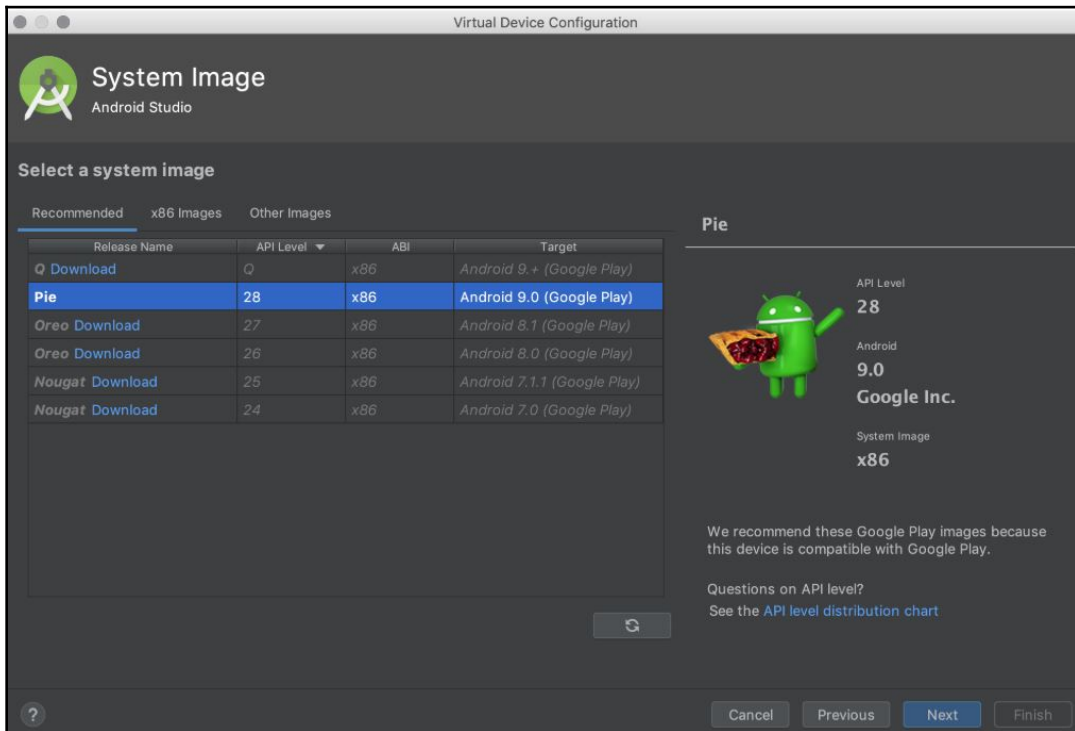 Virtual Device Configuration
System Image
Android Studio
Select a system image
Recommended x86 Images Other Images
Release Name API Level ABI Target
Q Download Q x86 Android 9.+ (Google Play)
Pie 28 x86 Android 9.0 (Google Play)
Oreo Download 27 x86 Android 8.1 (Google Play)
Oreo Download 26 x86 Android 8.0 (Google Play)
Nougat Download 25 x86 Android 7.1.1 (Google Play)
Nougat Download 24 x86 Android 7.0 (Google Play)
Pie
API Level
28
Android
9.0
Google Inc.
System Image
x86
We recommend these Google Play images because
this device is compatible with Google Play.
Questions on API level?
See the API level distribution chart
? Cancel Previous Next Finish